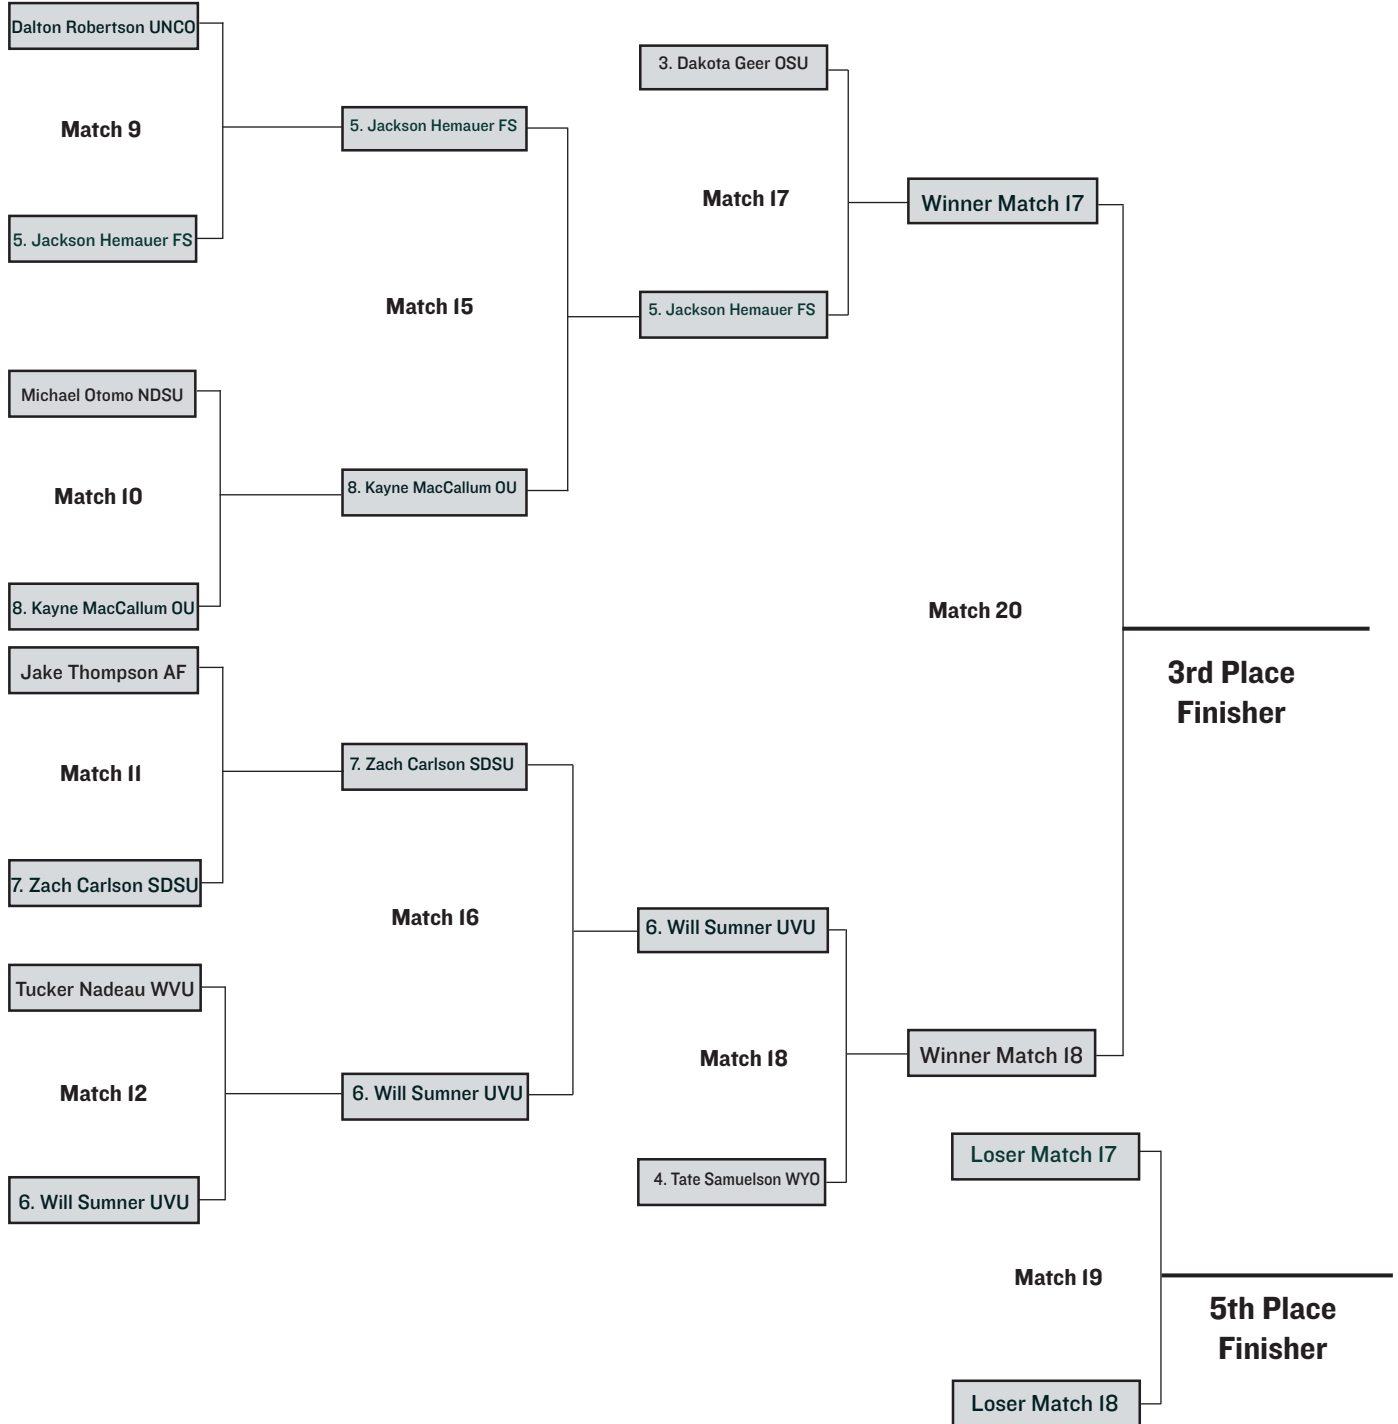 Dalton Robertson UNCO
3. Dakota Geer OSU
Match 9
5. Jackson Hemauer FS
Match 17
Winner Match 17
5. Jackson Hemauer FS
Match 15
5. Jackson Hemauer FS
Michael Otomo NDSU
Match 10
8. Kayne MacCallum OU
8. Kayne MacCallum OU
Match 20
Jake Thompson AF
3rd Place
Finisher
Match 11
7. Zach Carlson SDSU
7. Zach Carlson SDSU
Match 16
6. Will Sumner UVU
Tucker Nadeau WVU
Match 18
Winner Match 18
Match 12
6. Will Sumner UVU
Loser Match 17
4. Tate Samuelson WYO
6. Will Sumner UVU
Match 19
5th Place
Finisher
Loser Match 18